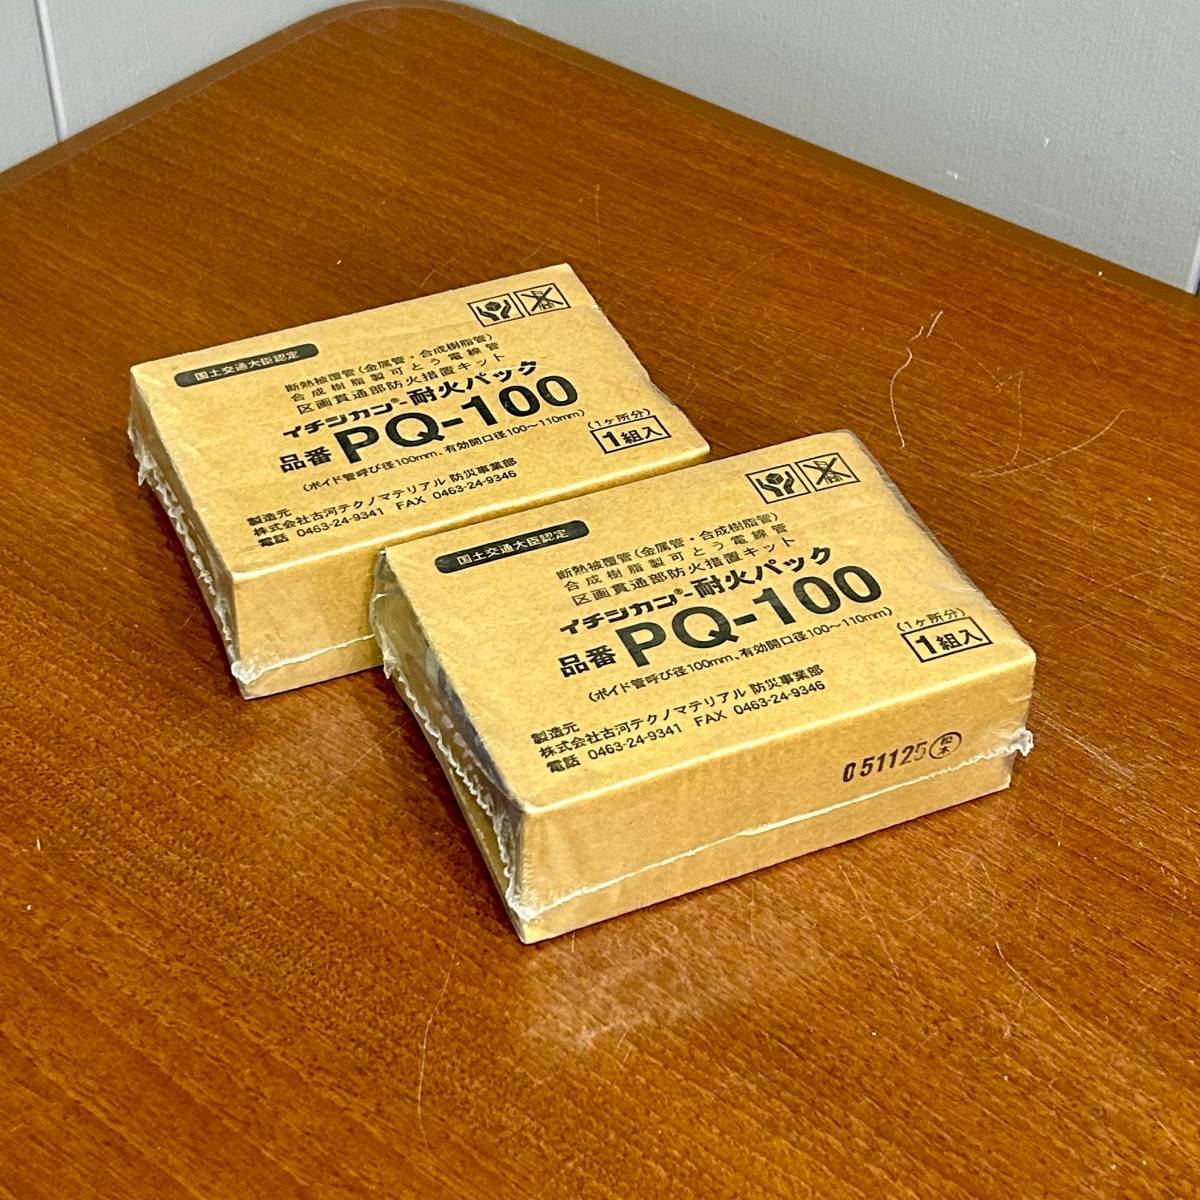 国土交通大臣認定
断熱被覆管(金属管・合成樹脂管)
合成樹脂製可とう電線管
区画貫通部防火措置キット
イチジカン®-耐火パック
品番 PQ-100
(ボイド管呼び径100mm、有効開口径100~110mm)
(1ヶ所分)
1組入
製造元
株式会社古河テクノマテリアル 防災事業部
電話 0463-24-9341 FAX 0463-24-9346
国土交通大臣認定
断熱被覆管(金属管・合成樹脂管)
合成樹脂製可とう電線管
区画貫通部防火措置キット
イチジカン®-耐火パック
品番 PQ-100
(ボイド管呼び径100mm、有効開口径100~110mm)
(1ヶ所分)
1組入
製造元
株式会社古河テクノマテリアル 防災事業部
電話 0463-24-9341 FAX 0463-24-9346
051125 松本